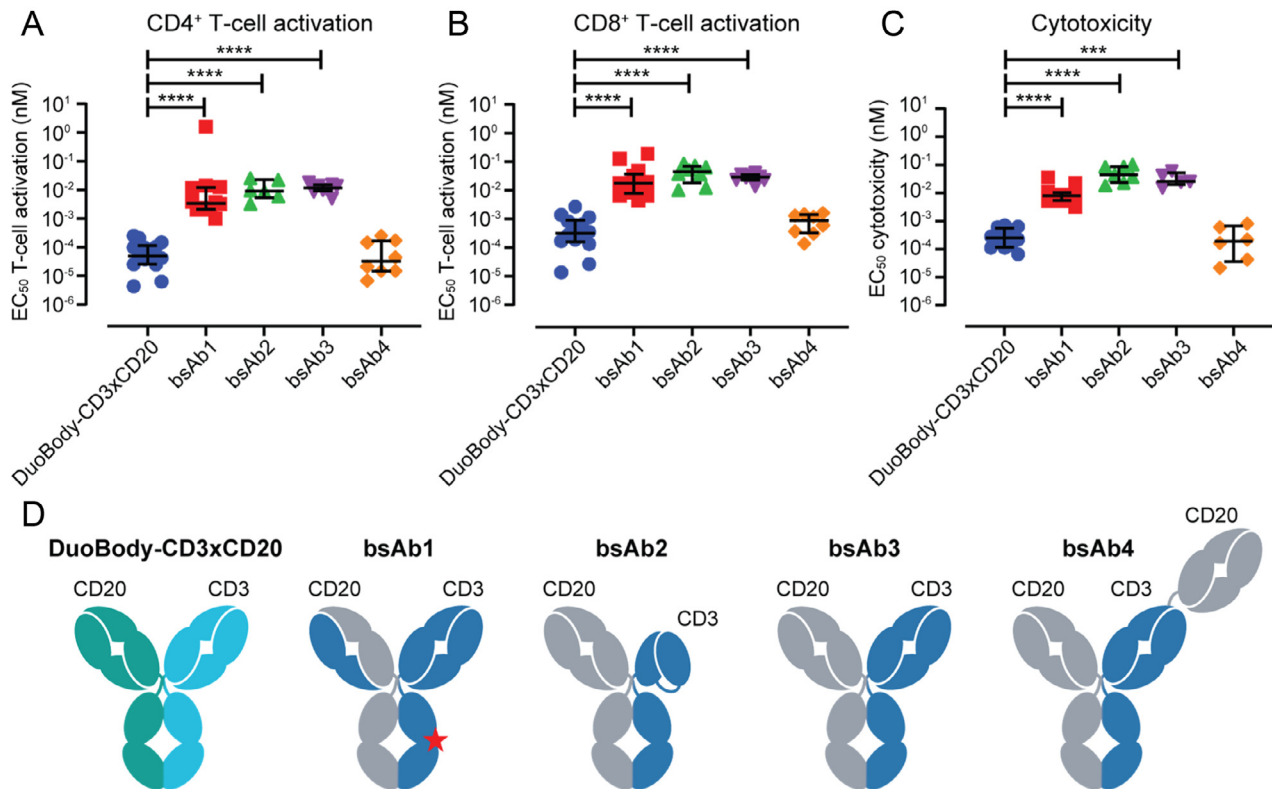 A
CD4⁺ T-cell activation
****
****
****
EC₅₀ T-cell activation (nM)
10¹
10⁰
10⁻¹
10⁻²
10⁻³
10⁻⁴
10⁻⁵
10⁻⁶
DuoBody-CD3xCD20
bsAb1
bsAb2
bsAb3
bsAb4
B
CD8⁺ T-cell activation
****
****
****
EC₅₀ T-cell activation (nM)
10¹
10⁰
10⁻¹
10⁻²
10⁻³
10⁻⁴
10⁻⁵
10⁻⁶
DuoBody-CD3xCD20
bsAb1
bsAb2
bsAb3
bsAb4
C
Cytotoxicity
***
****
****
EC₅₀ cytotoxicity (nM)
10¹
10⁰
10⁻¹
10⁻²
10⁻³
10⁻⁴
10⁻⁵
10⁻⁶
DuoBody-CD3xCD20
bsAb1
bsAb2
bsAb3
bsAb4
D
DuoBody-CD3xCD20
CD20 CD3
bsAb1
CD20 CD3
bsAb2
CD20
CD3
bsAb3
CD20 CD3
bsAb4
CD20 CD3
CD20